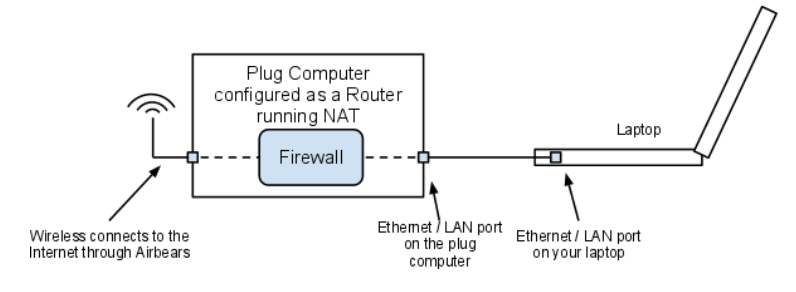 Plug Computer
configured as a Router
running NAT
Firewall
Laptop
Wireless connects to the
Internet through Airbears
Ethernet / LAN port
on the plug
computer
Ethernet / LAN port
on your laptop